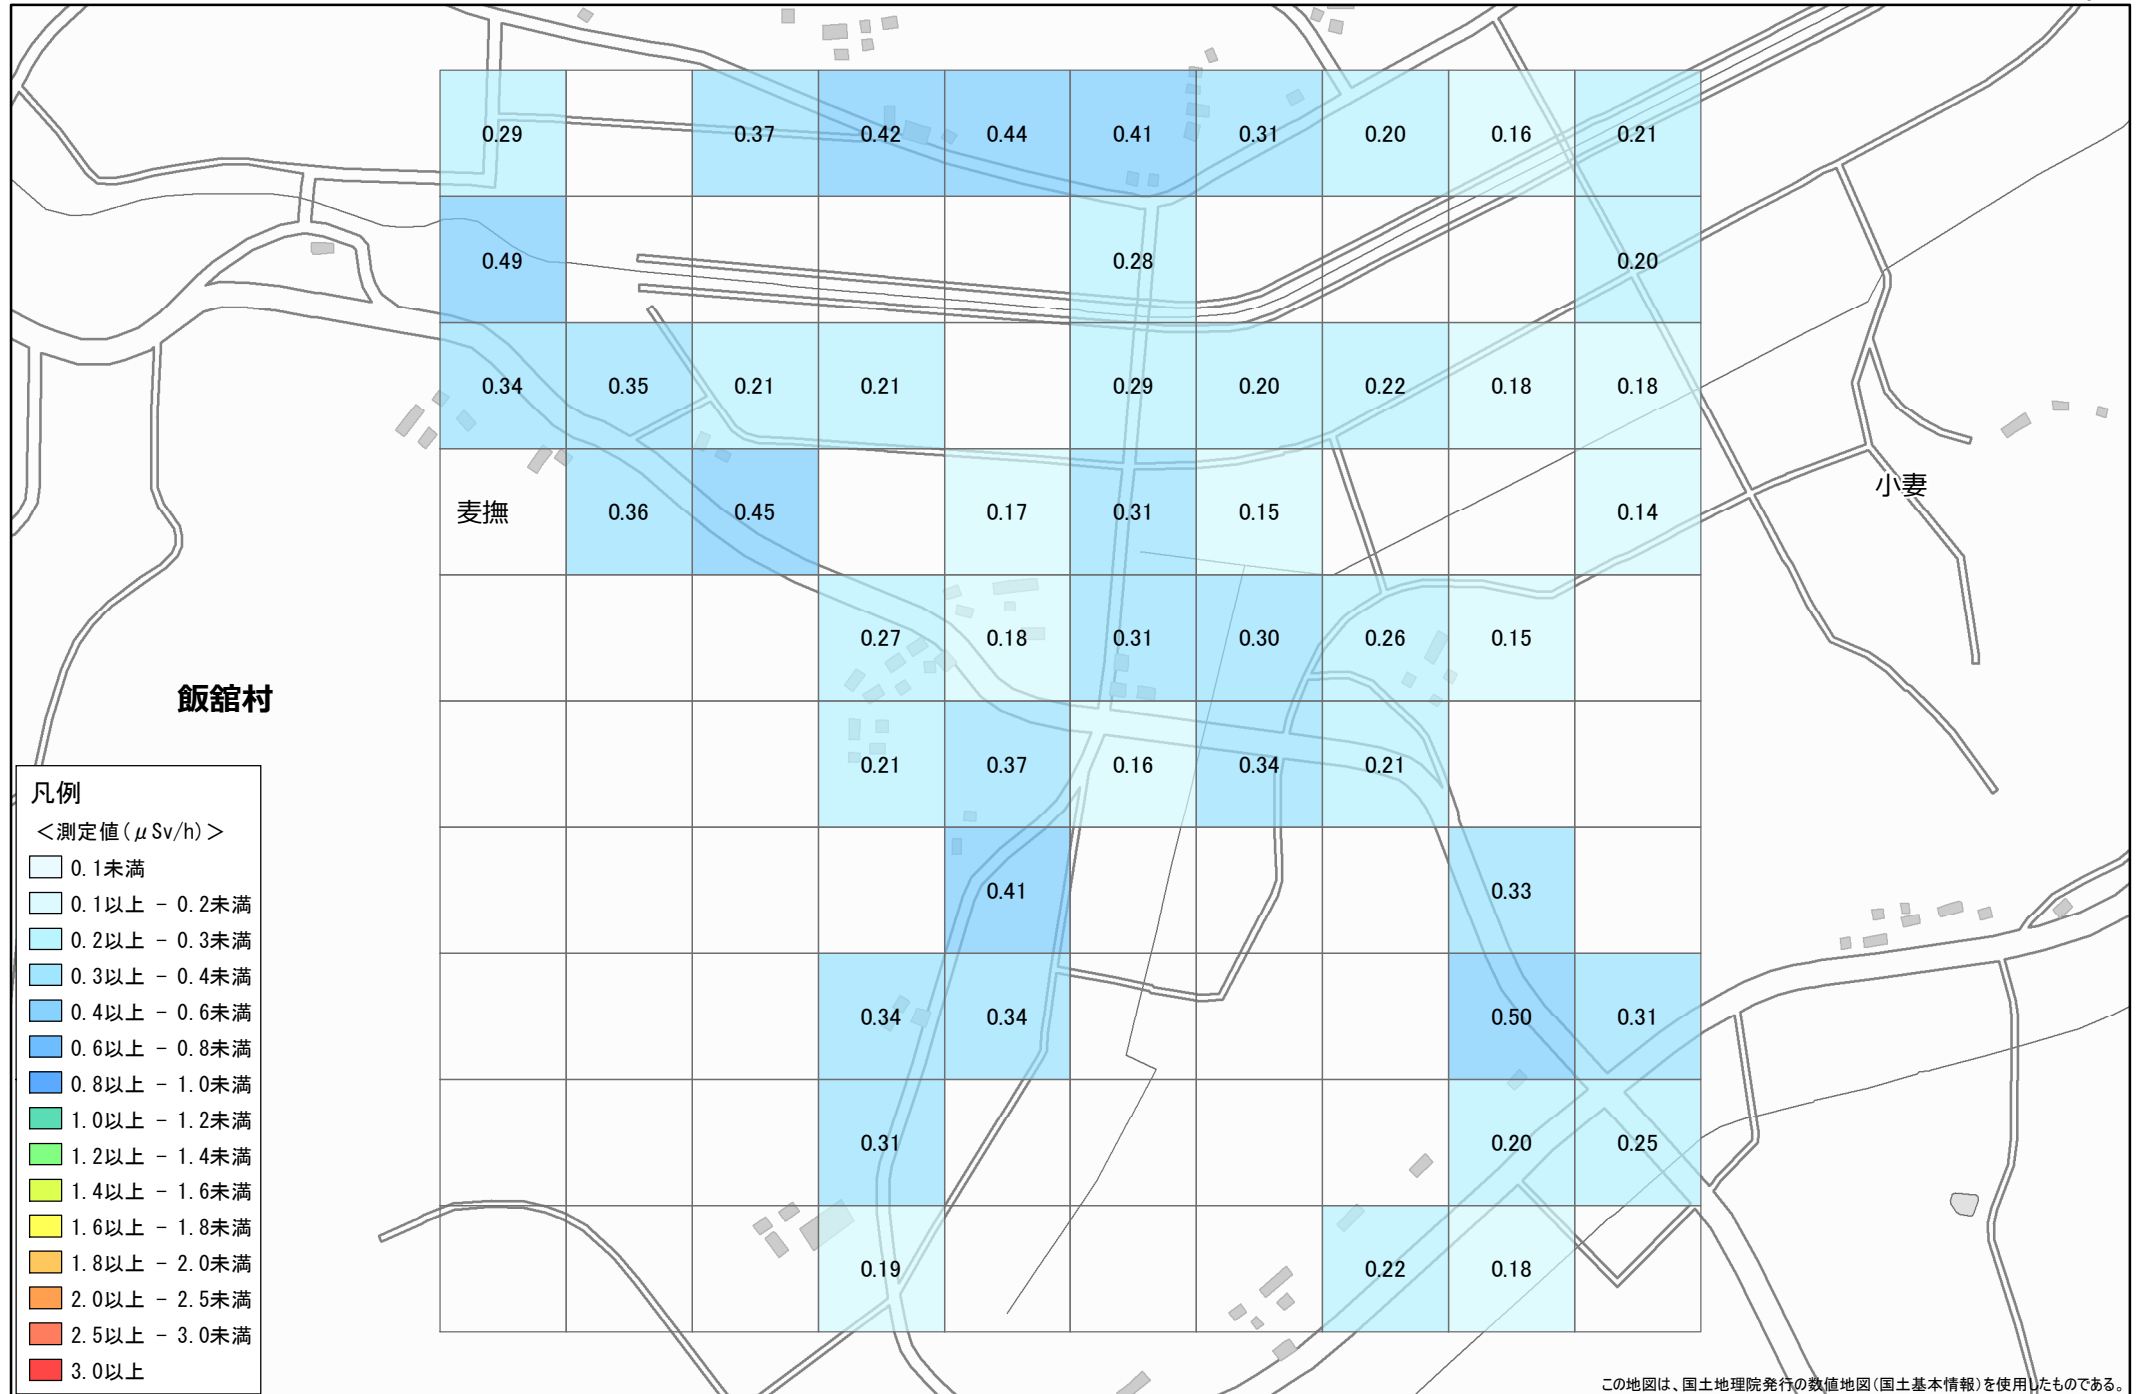 0.29 0.37 0.42 0.44 0.41 0.31 0.20 0.16 0.21
0.49 0.28 0.20
0.34 0.35 0.21 0.21 0.29 0.20 0.22 0.18 0.18
麦撫 0.36 0.45 0.17 0.31 0.15 0.14 小妻
0.27 0.18 0.31 0.30 0.26 0.15
飯舘村
0.21 0.37 0.16 0.34 0.21
0.41 0.33
0.34 0.34 0.50 0.31
0.31 0.20 0.25
0.19 0.22 0.18
凡例
＜測定値(μSv/h)＞
0.1未満
0.1以上 － 0.2未満
0.2以上 － 0.3未満
0.3以上 － 0.4未満
0.4以上 － 0.6未満
0.6以上 － 0.8未満
0.8以上 － 1.0未満
1.0以上 － 1.2未満
1.2以上 － 1.4未満
1.4以上 － 1.6未満
1.6以上 － 1.8未満
1.8以上 － 2.0未満
2.0以上 － 2.5未満
2.5以上 － 3.0未満
3.0以上
この地図は、国土地理院発行の数値地図(国土基本情報)を使用したものである。